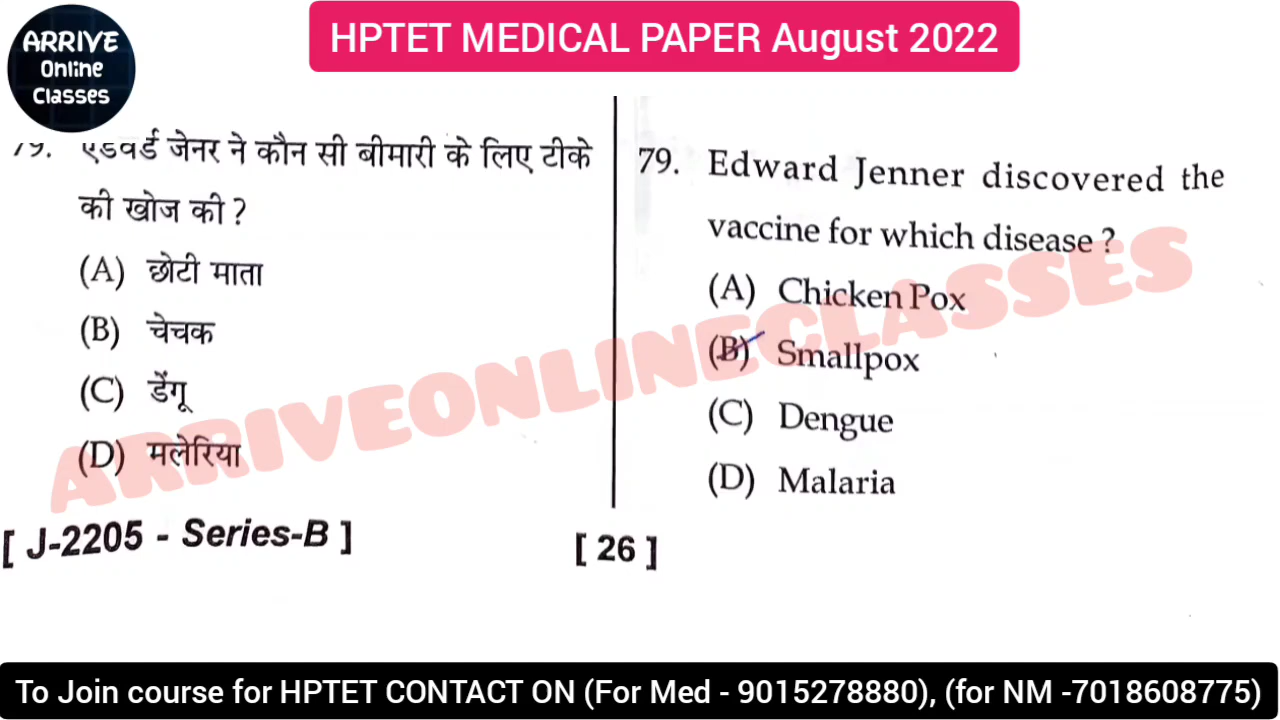 ARRIVE
Online
Classes
HPTET MEDICAL PAPER August 2022
79. एडवर्ड जेनर ने कौन सी बीमारी के लिए टीके
की खोज की ?
(A) छोटी माता
(B) चेचक
(C) डेंगू
(D) मलेरिया
79. Edward Jenner discovered the
vaccine for which disease ?
(A) Chicken Pox
(B) Smallpox
(C) Dengue
(D) Malaria
ARRIVEONLINECLASSES
[ J-2205 - Series-B ]
[ 26 ]
To Join course for HPTET CONTACT ON (For Med - 9015278880), (for NM -7018608775)